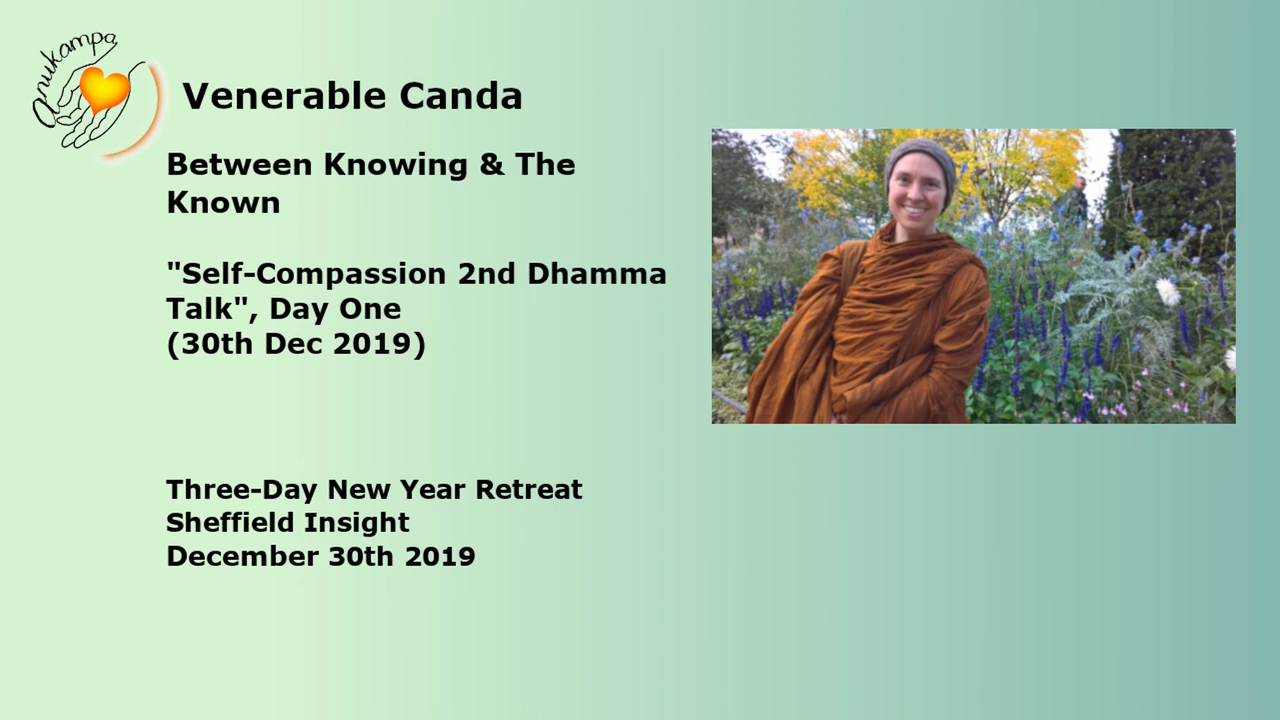 Anukampa
Venerable Canda
Between Knowing & The
Known
"Self-Compassion 2nd Dhamma
Talk", Day One
(30th Dec 2019)
Three-Day New Year Retreat
Sheffield Insight
December 30th 2019